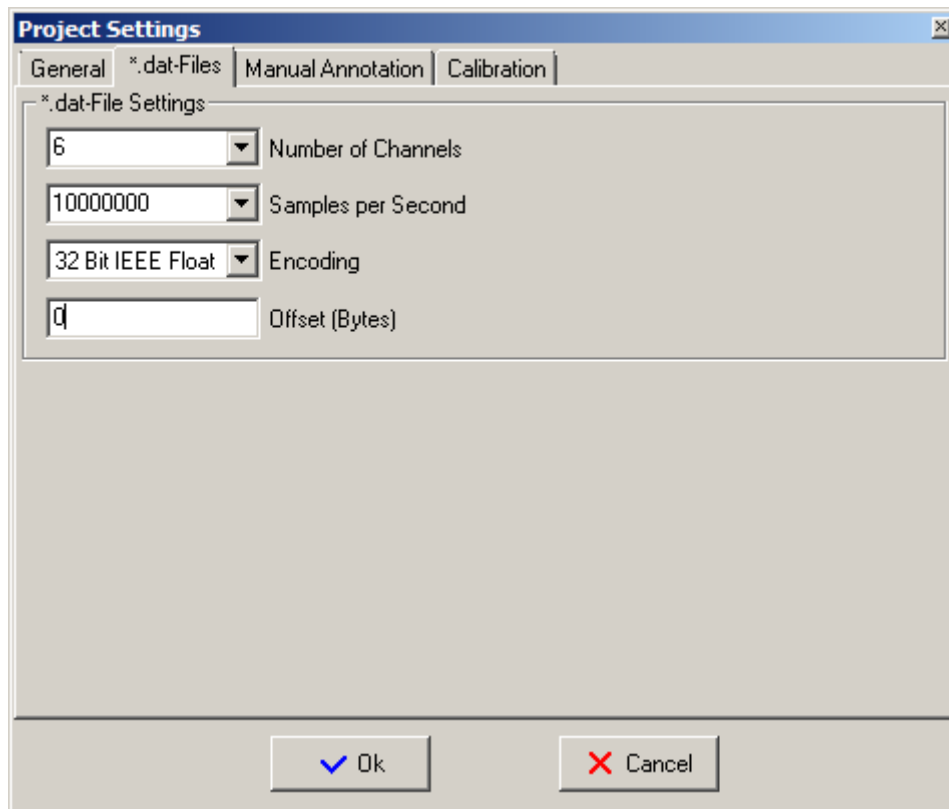 Project Settings
General *.dat-Files Manual Annotation Calibration
*.dat-File Settings
6 Number of Channels
10000000 Samples per Second
32 Bit IEEE Float Encoding
0 Offset (Bytes)
Ok Cancel